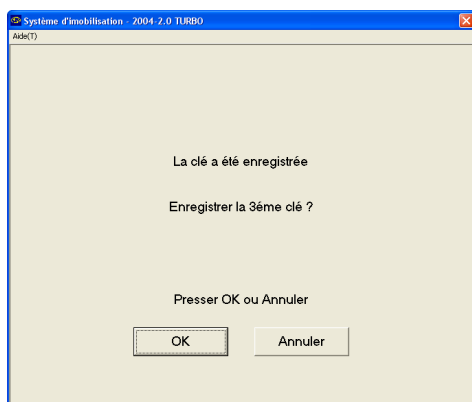 Système d'imobilisation - 2004-2.0 TURBO
Aide(T)
La clé a été enregistrée
Enregistrer la 3éme clé ?
Presser OK ou Annuler
OK Annuler